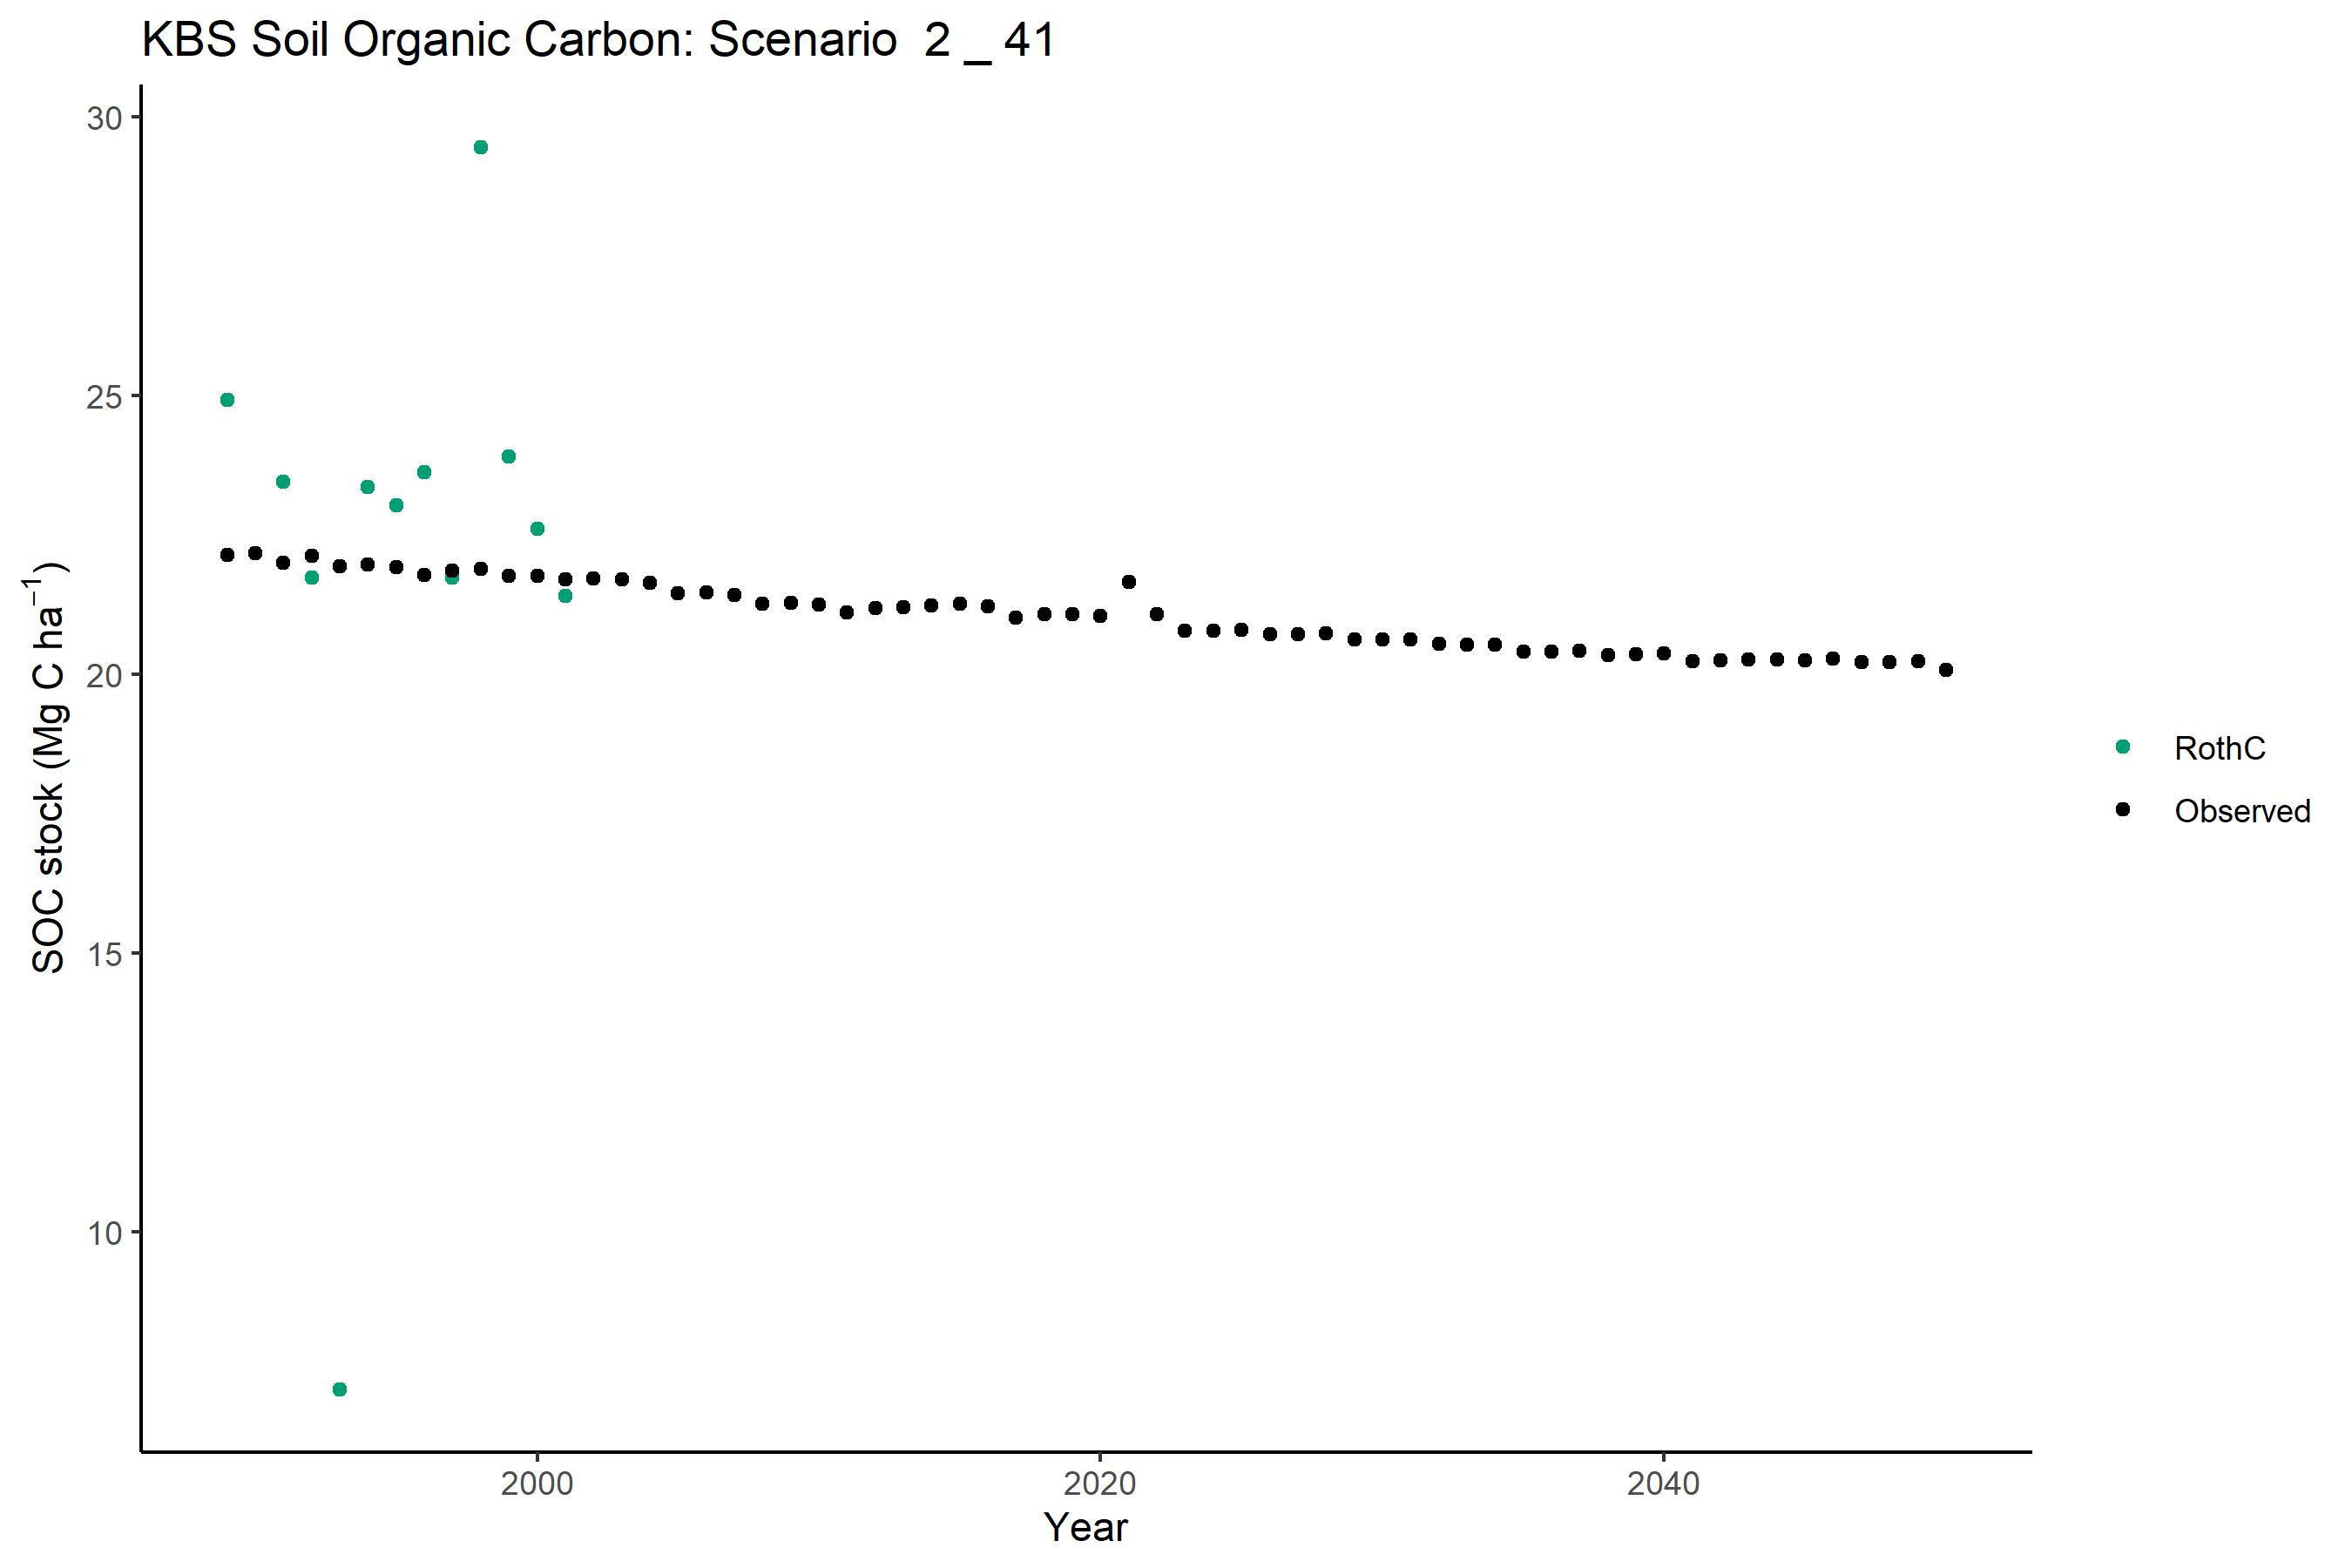 KBS Soil Organic Carbon: Scenario  2 _ 41
30
25
20
15
10
SOC stock (Mg C ha⁻¹)
2000
2020
2040
Year
RothC
Observed